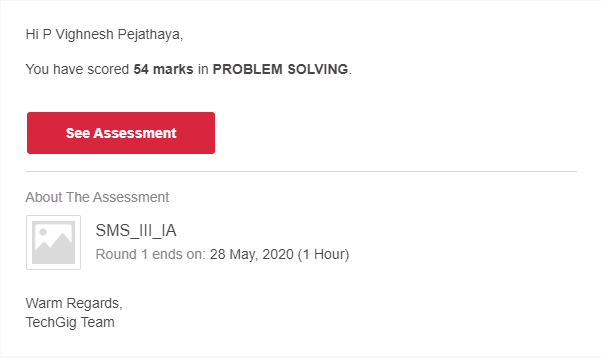 Hi P Vighnesh Pejathaya,
You have scored 54 marks in PROBLEM SOLVING.
See Assessment
About The Assessment
SMS_III_IA
Round 1 ends on: 28 May, 2020 (1 Hour)
Warm Regards,
TechGig Team